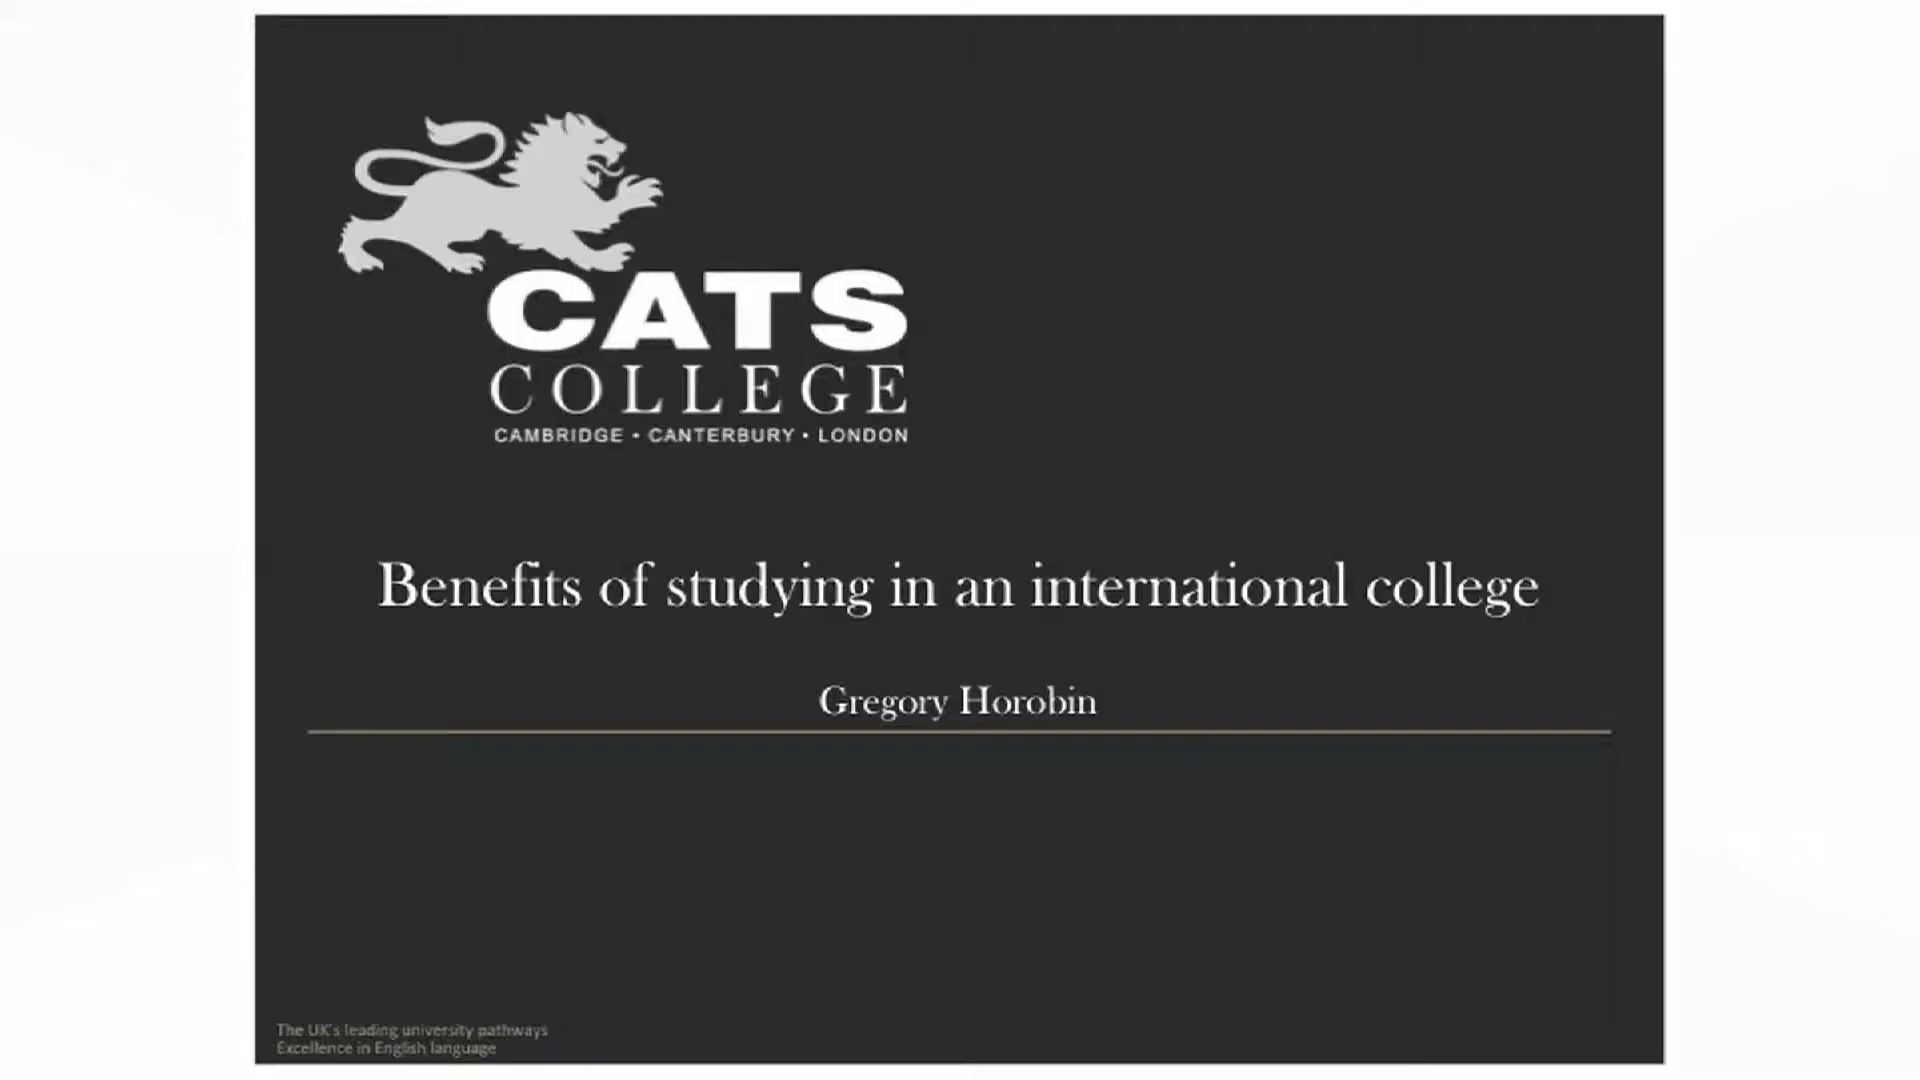 CATS
COLLEGE
CAMBRIDGE • CANTERBURY • LONDON
Benefits of studying in an international college
Gregory Horobin
The UK's leading university pathways
Excellence in English language